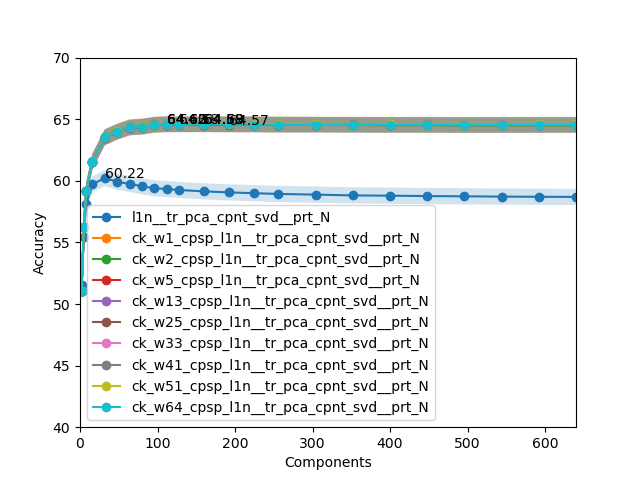 70
65
60
55
50
45
40
Accuracy
64.57
60.22
l1n__tr_pca_cpnt_svd__prt_N
ck_w1_cpsp_l1n__tr_pca_cpnt_svd__prt_N
ck_w2_cpsp_l1n__tr_pca_cpnt_svd__prt_N
ck_w5_cpsp_l1n__tr_pca_cpnt_svd__prt_N
ck_w13_cpsp_l1n__tr_pca_cpnt_svd__prt_N
ck_w25_cpsp_l1n__tr_pca_cpnt_svd__prt_N
ck_w33_cpsp_l1n__tr_pca_cpnt_svd__prt_N
ck_w41_cpsp_l1n__tr_pca_cpnt_svd__prt_N
ck_w51_cpsp_l1n__tr_pca_cpnt_svd__prt_N
ck_w64_cpsp_l1n__tr_pca_cpnt_svd__prt_N
0 100 200 300 400 500 600
Components